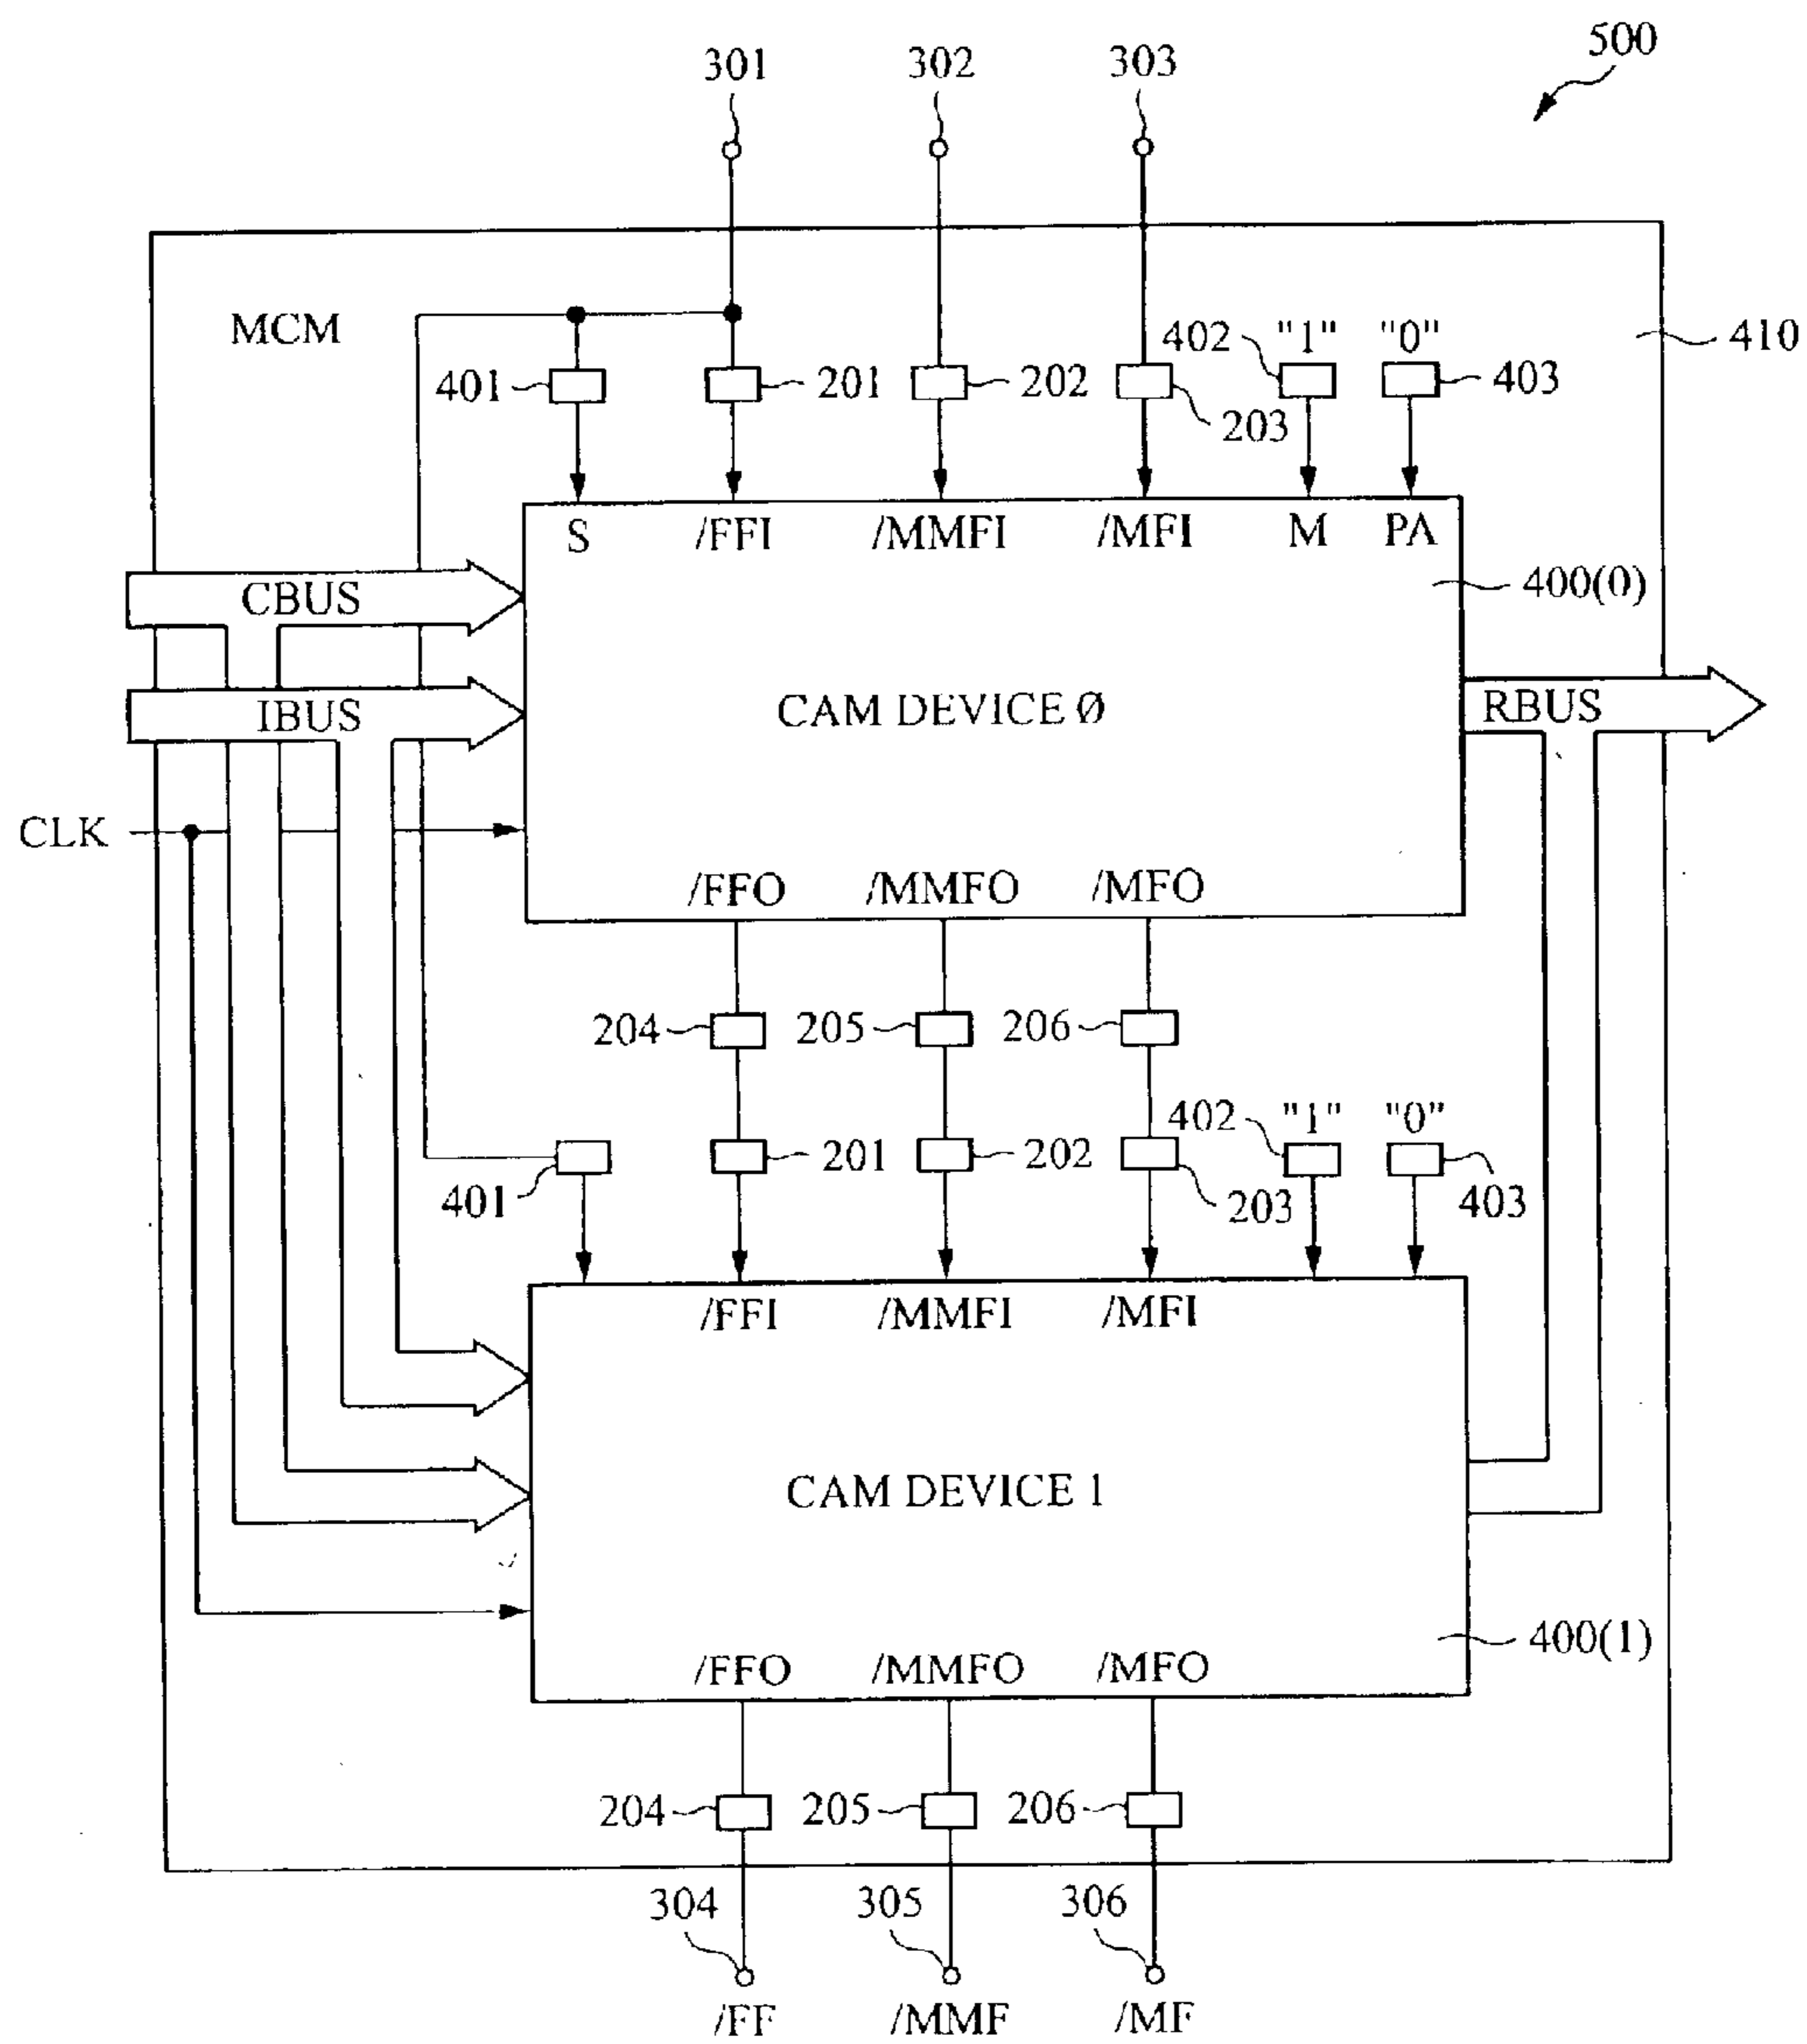 500
301 302 303
MCM
402 "1" "0"
410
401 201 202 203 403
S /FFI /MMFI /MFI M PA
CBUS
400(0)
IBUS
CAM DEVICE Ø
RBUS
CLK
/FFO /MMFO /MFO
204 205 206
402 "1" "0"
401 201 202 203 403
/FFI /MMFI /MFI
CAM DEVICE 1
400(1)
/FFO /MMFO /MFO
204 205 206
304 305 306
/FF /MMF /MF